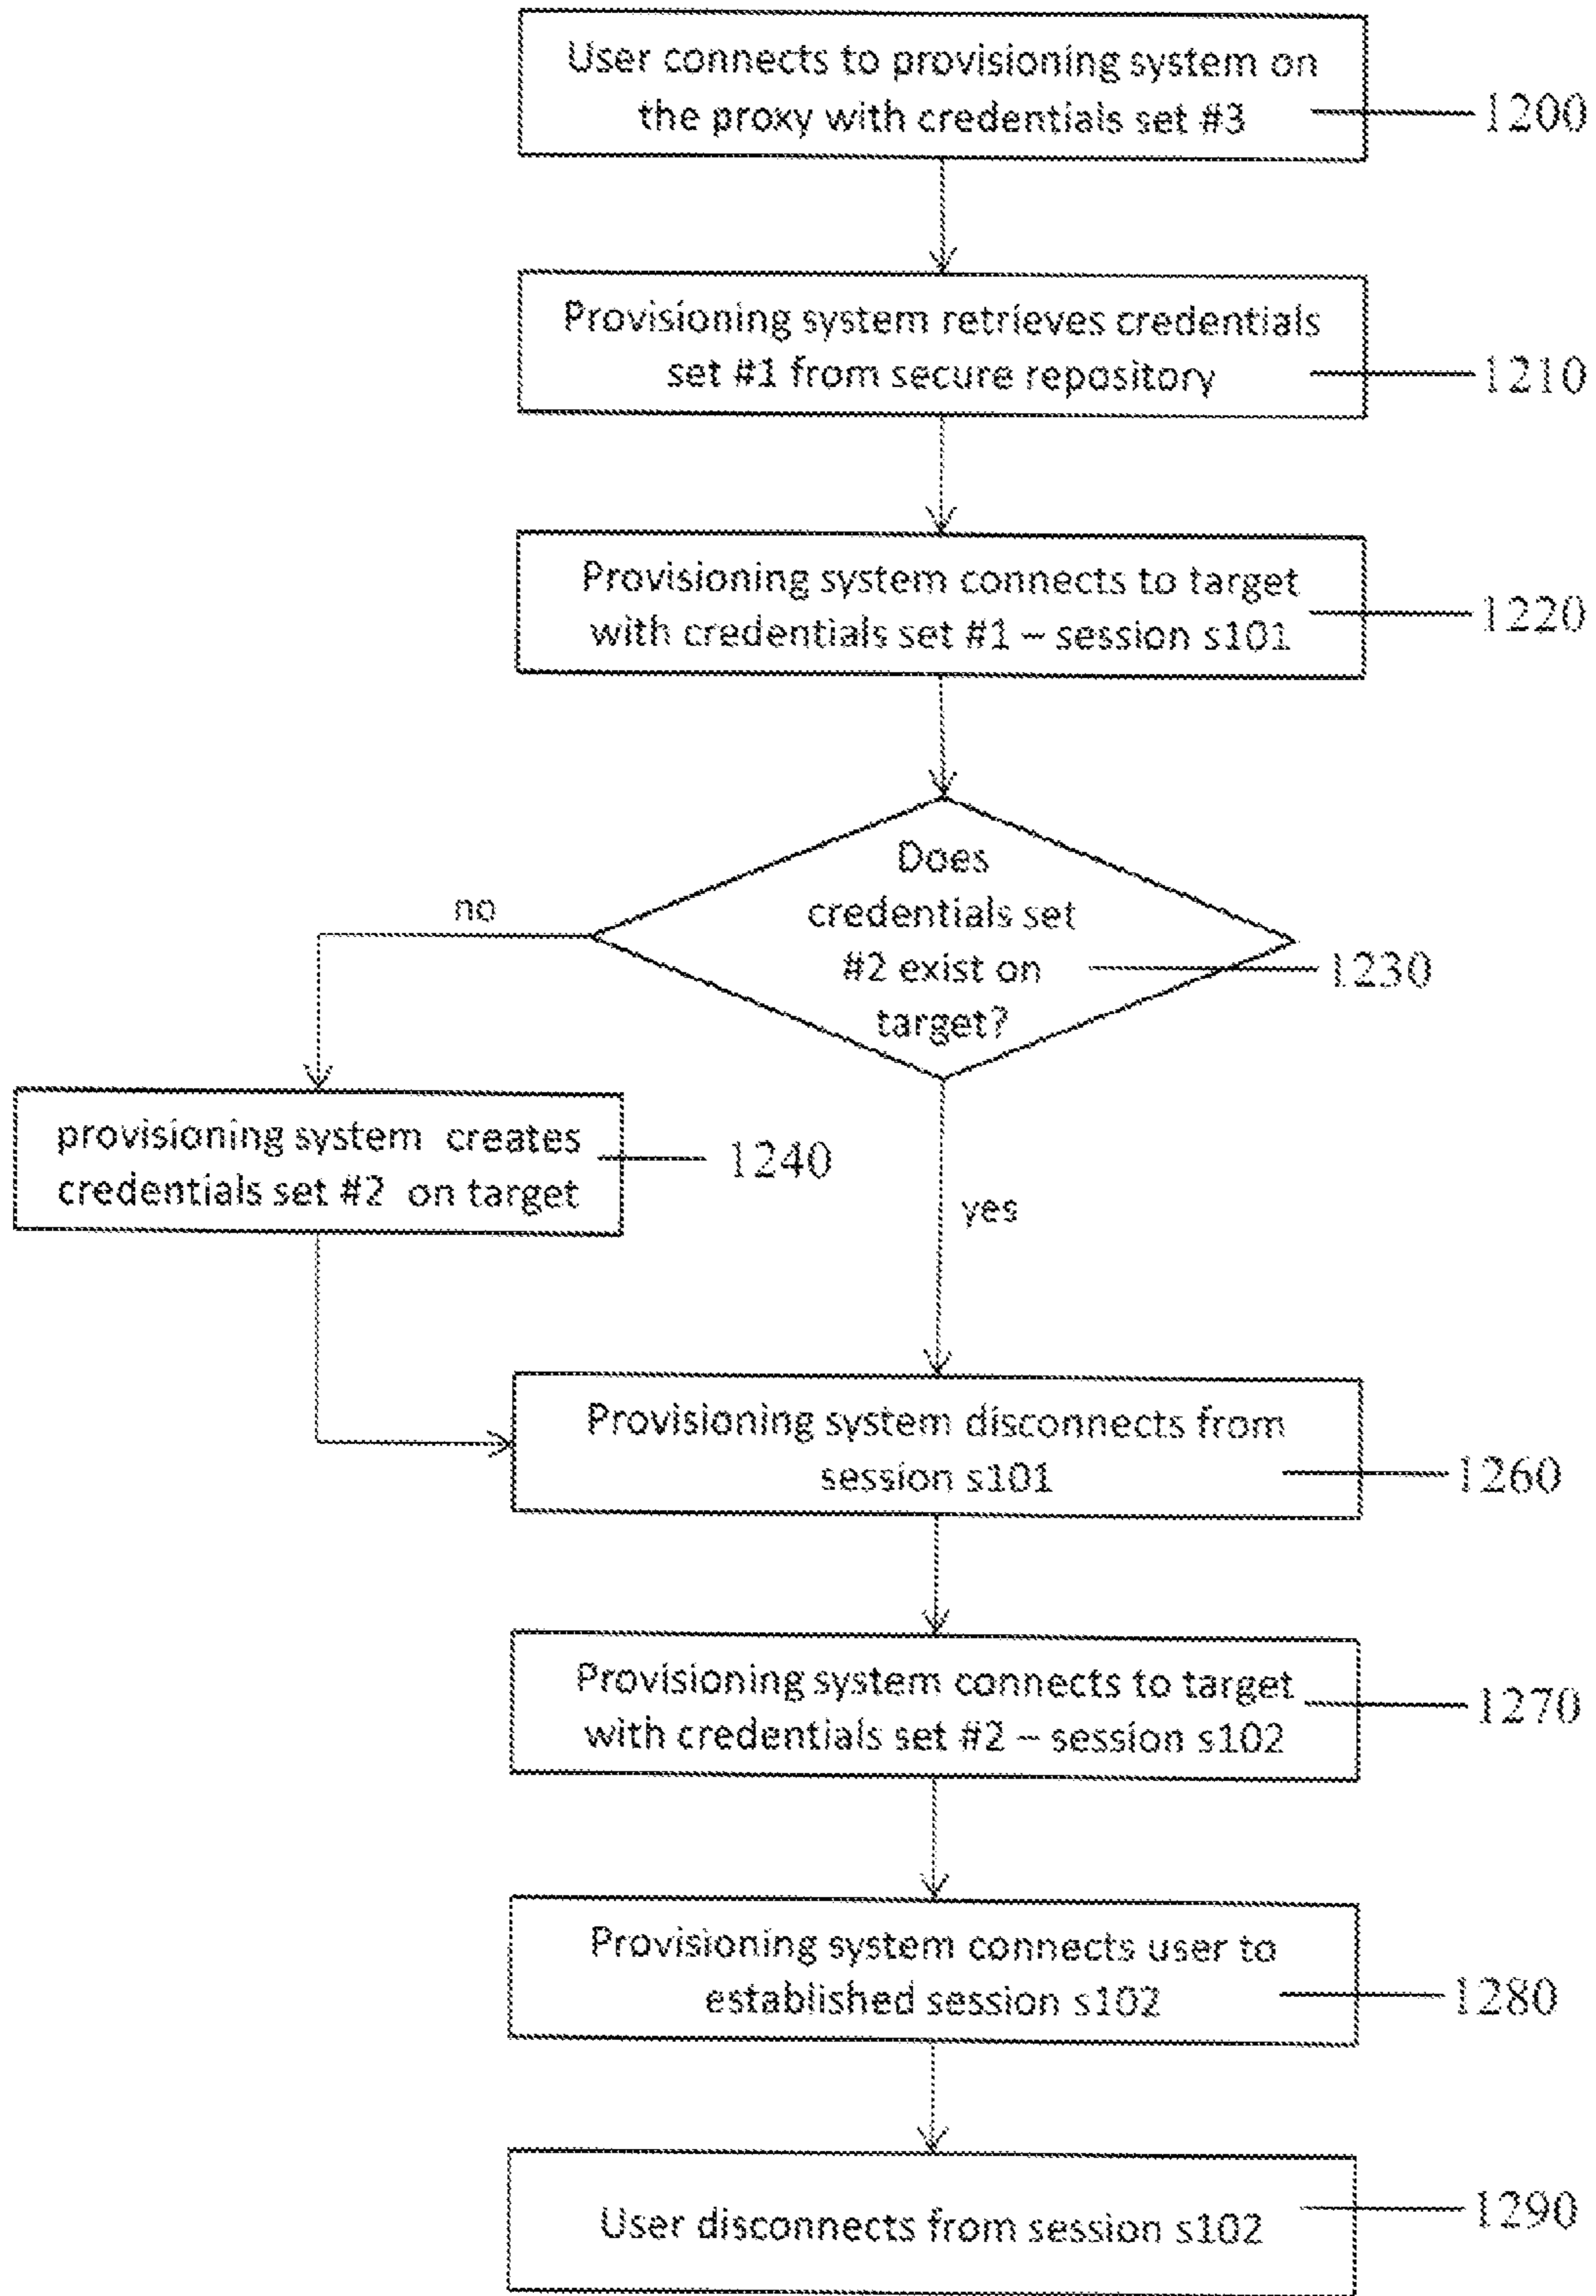 User connects to provisioning system on
the proxy with credentials set #3
1200
Provisioning system retrieves credentials
set #1 from secure repository
1210
Provisioning system connects to target
with credentials set #1 – session s101
1220
Does
credentials set
#2 exist on
target?
1230
no
provisioning system creates
credentials set #2 on target
1240
yes
Provisioning system disconnects from
session s101
1260
Provisioning system connects to target
with credentials set #2 – session s102
1270
Provisioning system connects user to
established session s102
1280
User disconnects from session s102
1290